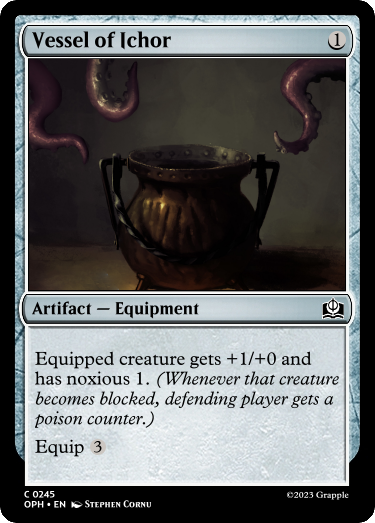 Vessel of Ichor 1
Artifact — Equipment
Equipped creature gets +1/+0 and
has noxious 1. (Whenever that creature
becomes blocked, defending player gets a
poison counter.)
Equip 3
C 0245
OPH • EN Stephen Cornu
©2023 Grapple